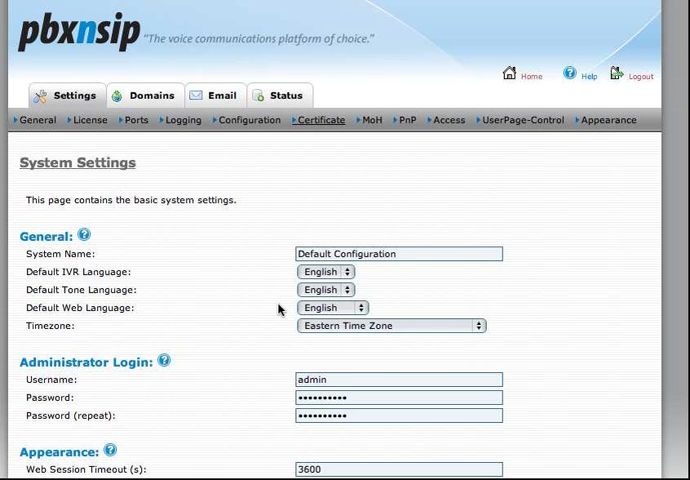 pbxnsip "The voice communications platform of choice."
Home Help Logout
Settings Domains Email Status
General License Ports Logging Configuration Certificate MoH PnP Access UserPage-Control Appearance
System Settings
This page contains the basic system settings.
General: ?
System Name: Default Configuration
Default IVR Language: English
Default Tone Language: English
Default Web Language: English
Timezone: Eastern Time Zone
Administrator Login: ?
Username: admin
Password: ••••••••••
Password (repeat): ••••••••••
Appearance: ?
Web Session Timeout (s): 3600